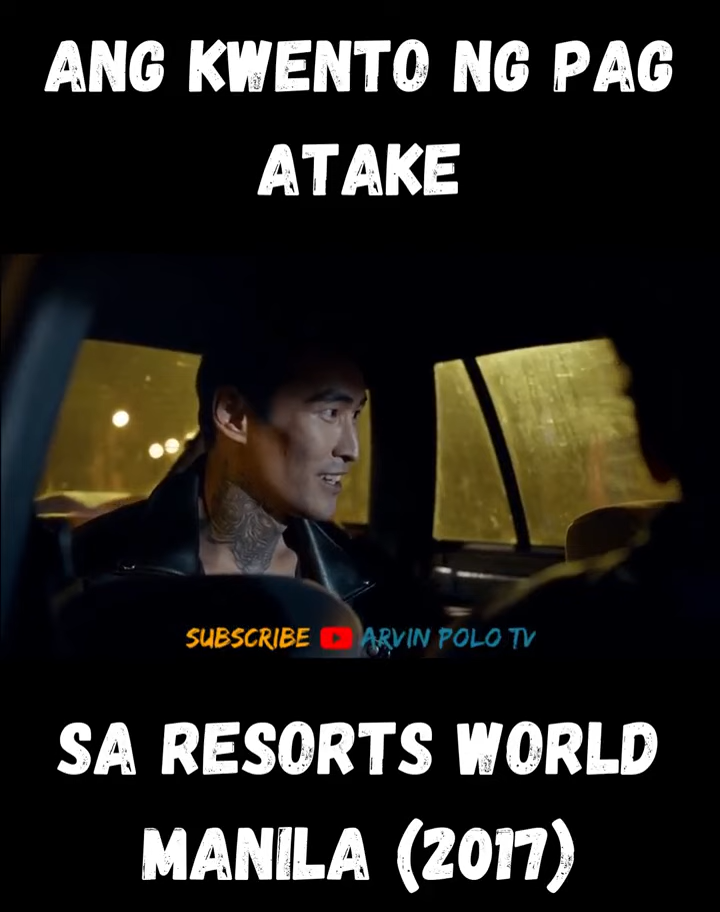 ANG KWENTO NG PAG
ATAKE
SUBSCRIBE ARVIN POLO TV
SA RESORTS WORLD
MANILA (2017)